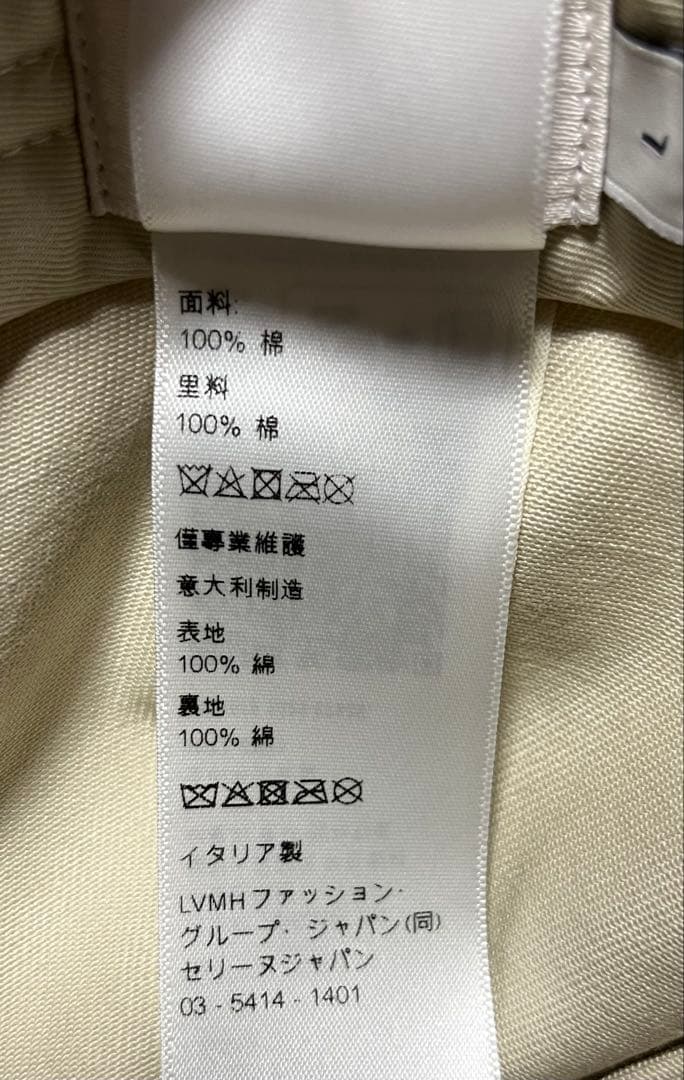 L
面料:
100% 棉
里料
100% 棉
僅專業維護
意大利制造
表地
100% 綿
裏地
100% 綿
イタリア製
LVMHファッション·
グループ· ジャパン(同)
セリーヌジャパン
03 - 5414 - 1401